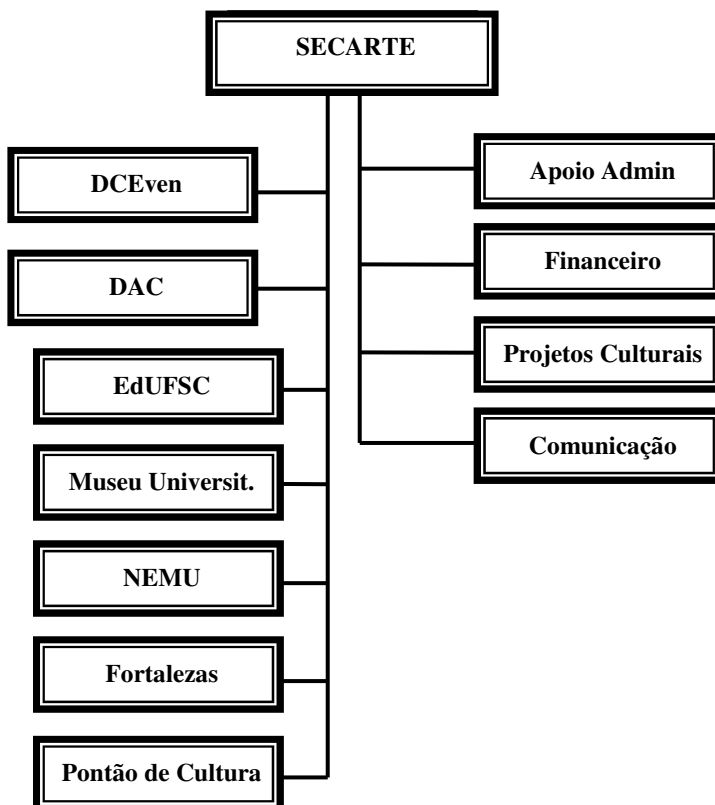 SECARTE
DCEven
DAC
EdUFSC
Museu Universit.
NEMU
Fortalezas
Pontão de Cultura
Apoio Admin
Financeiro
Projetos Culturais
Comunicação